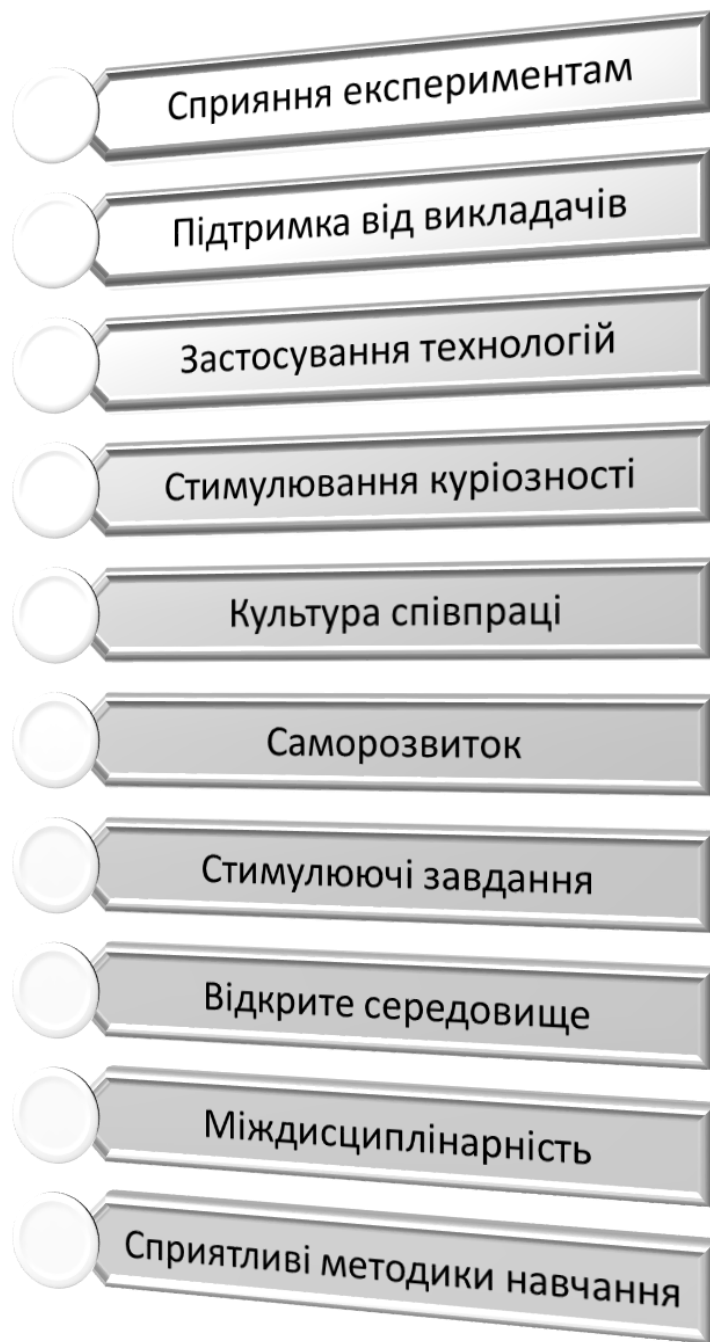 Сприяння експериментам
Підтримка від викладачів
Застосування технологій
Стимулювання куріозності
Культура співпраці
Саморозвиток
Стимулюючі завдання
Відкрите середовище
Міждисциплінарність
Сприятливі методики навчання